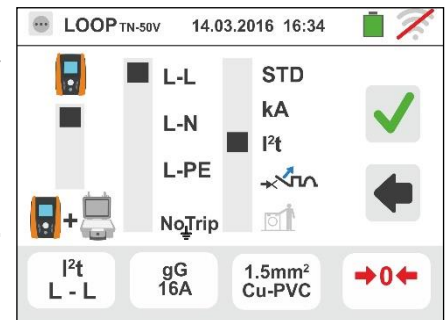 LOOP TN-50V 14.03.2016 16:34
L-L STD
L-N kA
I²t
L-PE
NoTrip
+
I²t
L - L
gG
16A
1.5mm²
Cu-PVC
0